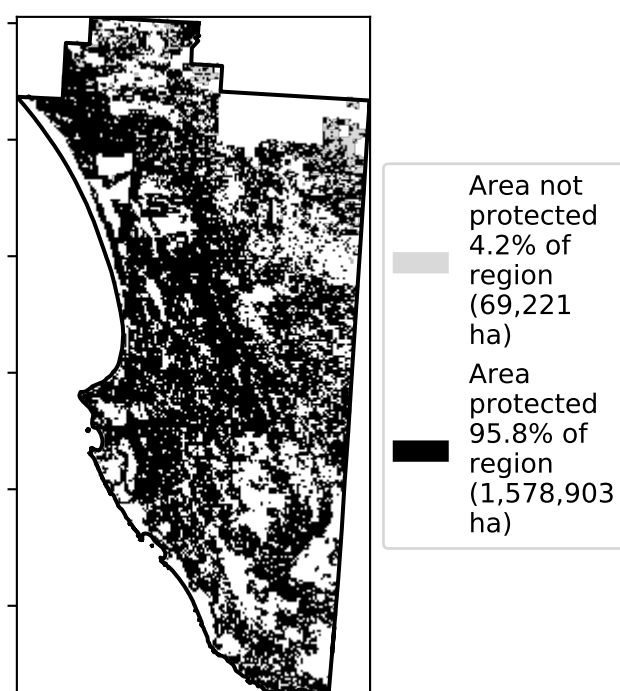 Area not
protected
4.2% of
region
(69,221
ha)
Area
protected
95.8% of
region
(1,578,903
ha)